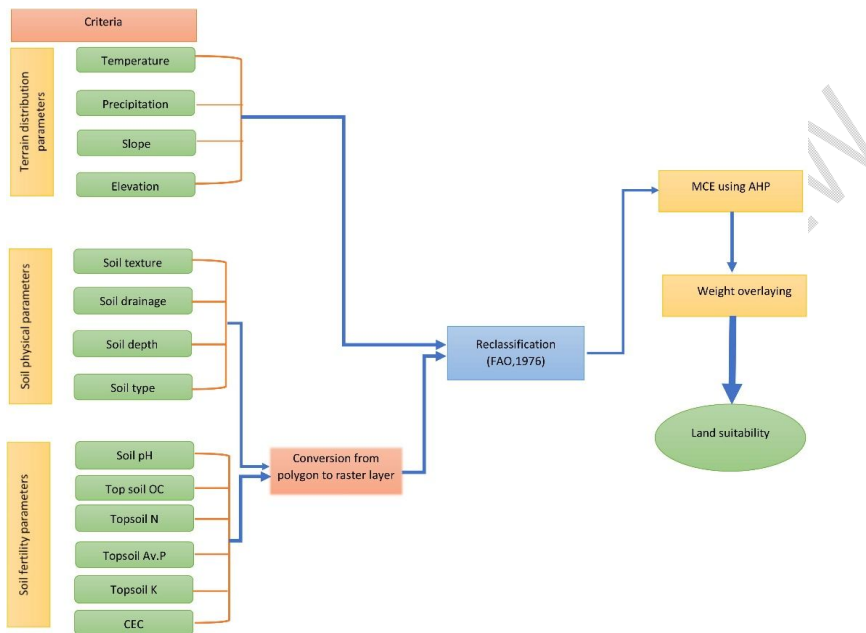 Criteria
Terrain distribution
parameters
Temperature
Precipitation
Slope
Elevation
Soil physical parameters
Soil texture
Soil drainage
Soil depth
Soil type
Soil fertility parameters
Soil pH
Top soil OC
Topsoil N
Topsoil Av.P
Topsoil K
CEC
Conversion from
polygon to raster layer
Reclassification
(FAO,1976)
MCE using AHP
Weight overlaying
Land suitability
W